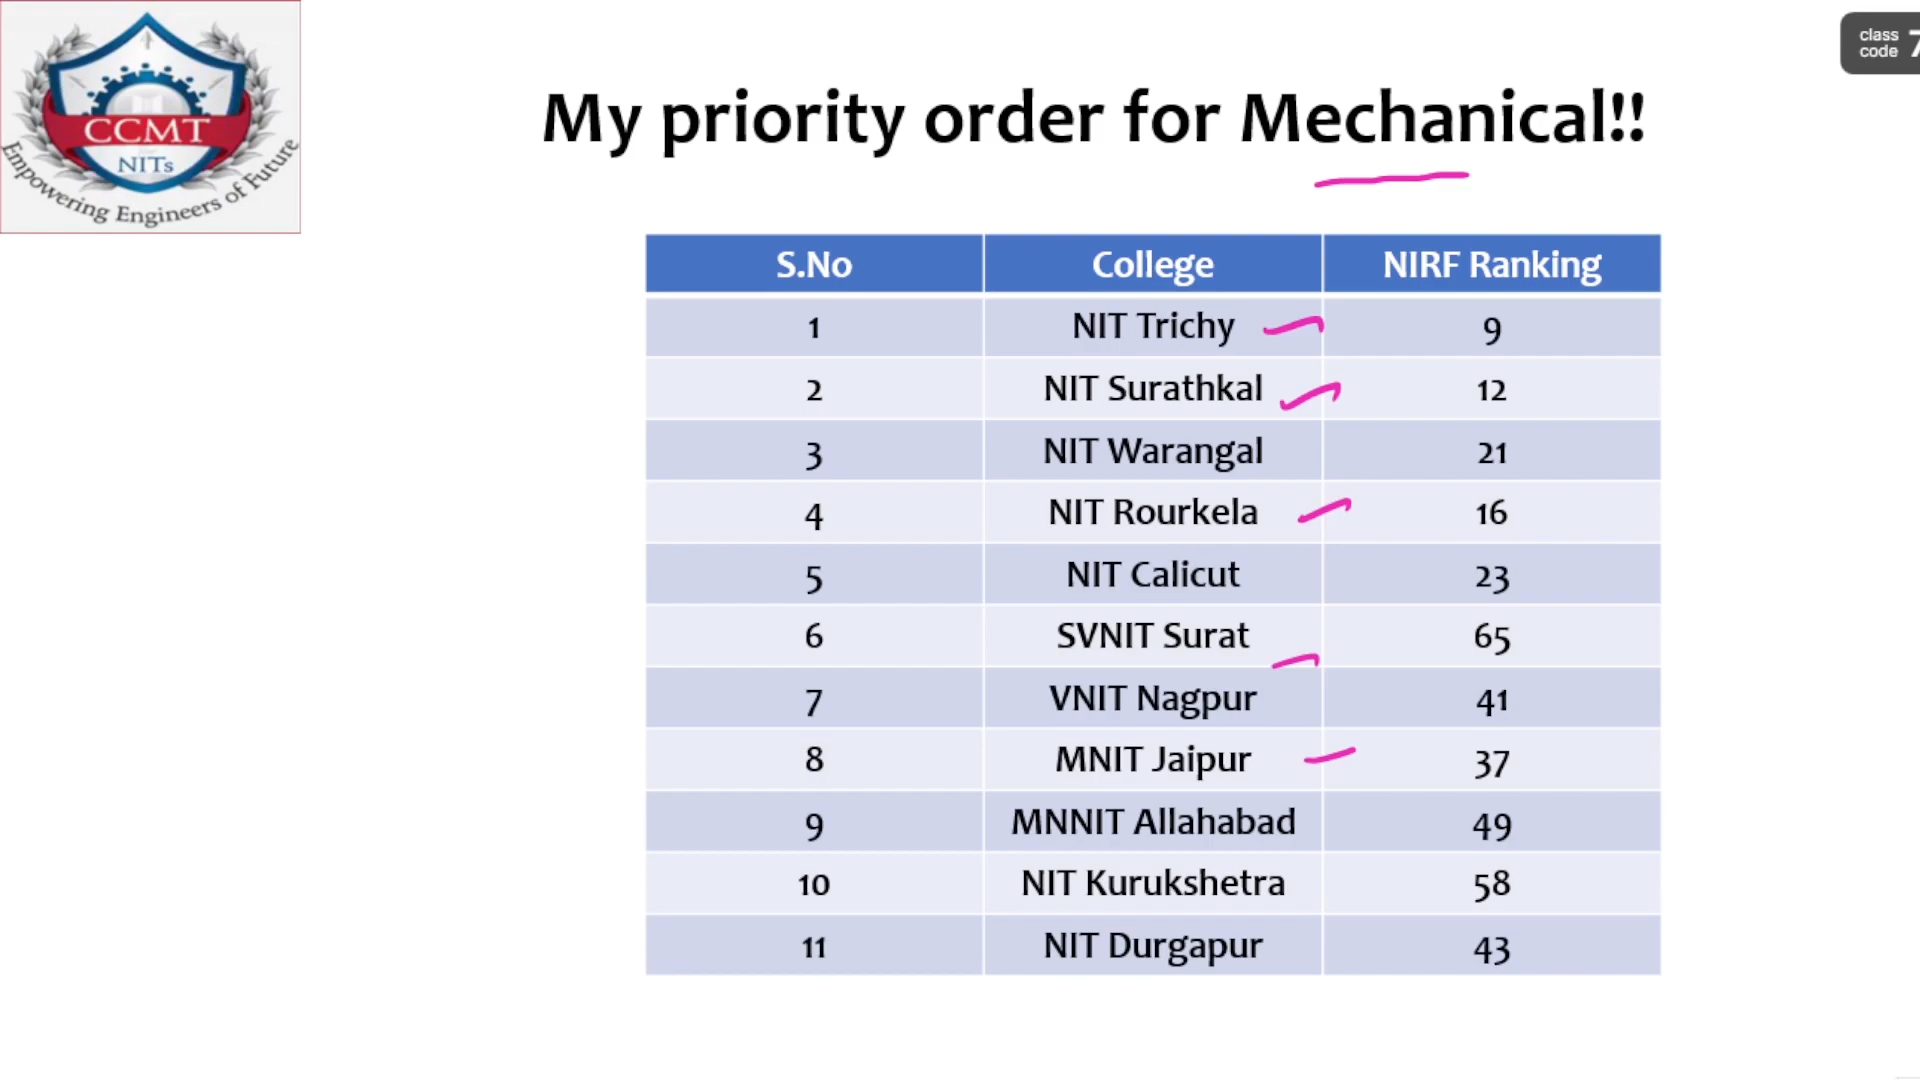 CCMT
NITs
Empowering Engineers of Future
class
code 7
My priority order for Mechanical!!
S.No College NIRF Ranking
1 NIT Trichy 9
2 NIT Surathkal 12
3 NIT Warangal 21
4 NIT Rourkela 16
5 NIT Calicut 23
6 SVNIT Surat 65
7 VNIT Nagpur 41
8 MNIT Jaipur 37
9 MNNIT Allahabad 49
10 NIT Kurukshetra 58
11 NIT Durgapur 43